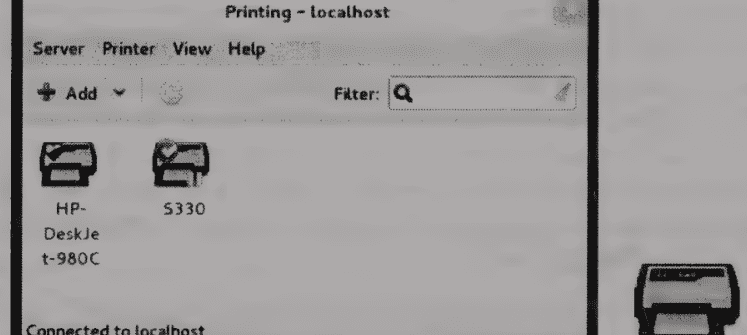 Printing - localhost
Server Printer View Help
Add Filter:
HP-
DeskJe
t-980C
S330
Connected to localhost